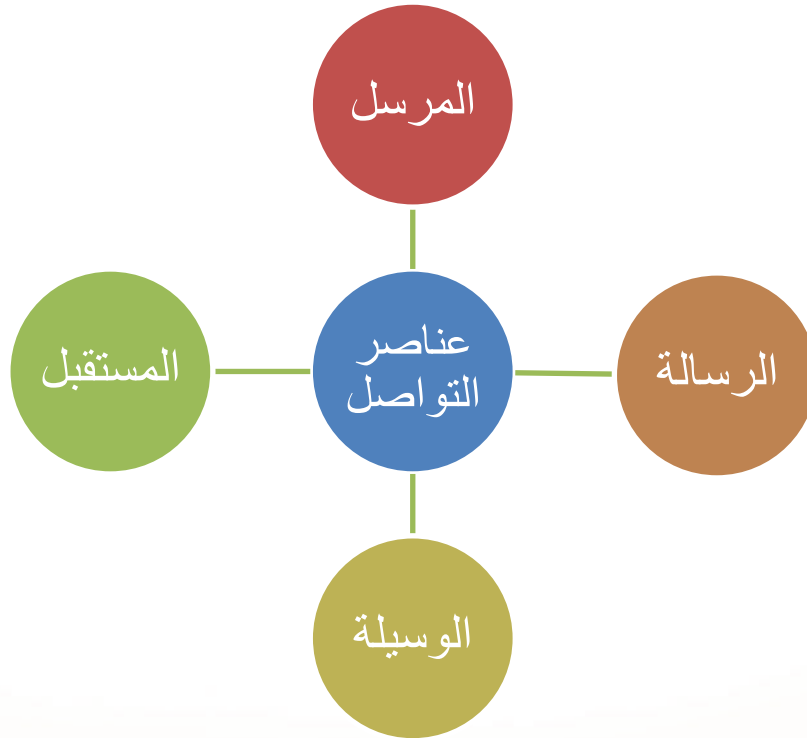 المرسل
الرسالة
عناصر
التواصل
المستقبل
الوسيلة